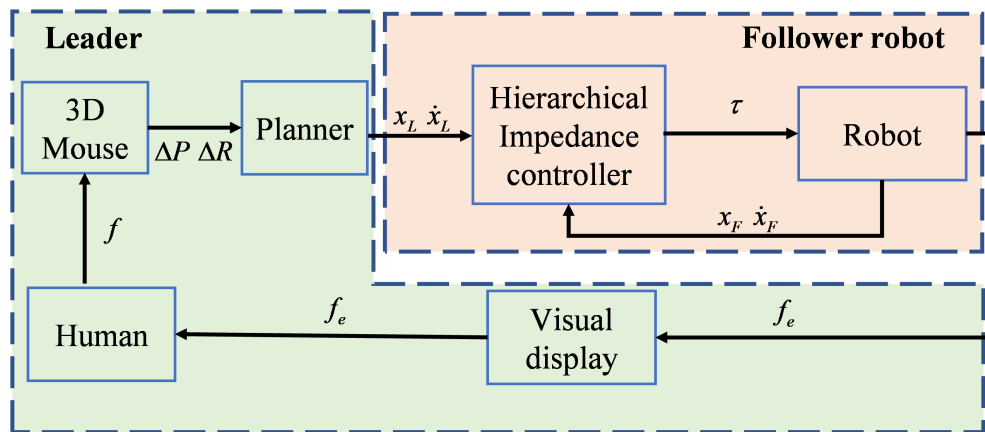 Leader
Follower robot
3D
Mouse
ΔP ΔR
Planner
x_L ẋ_L
Hierarchical
Impedance
controller
τ
Robot
x_F ẋ_F
f
Human
f_e
Visual
display
f_e